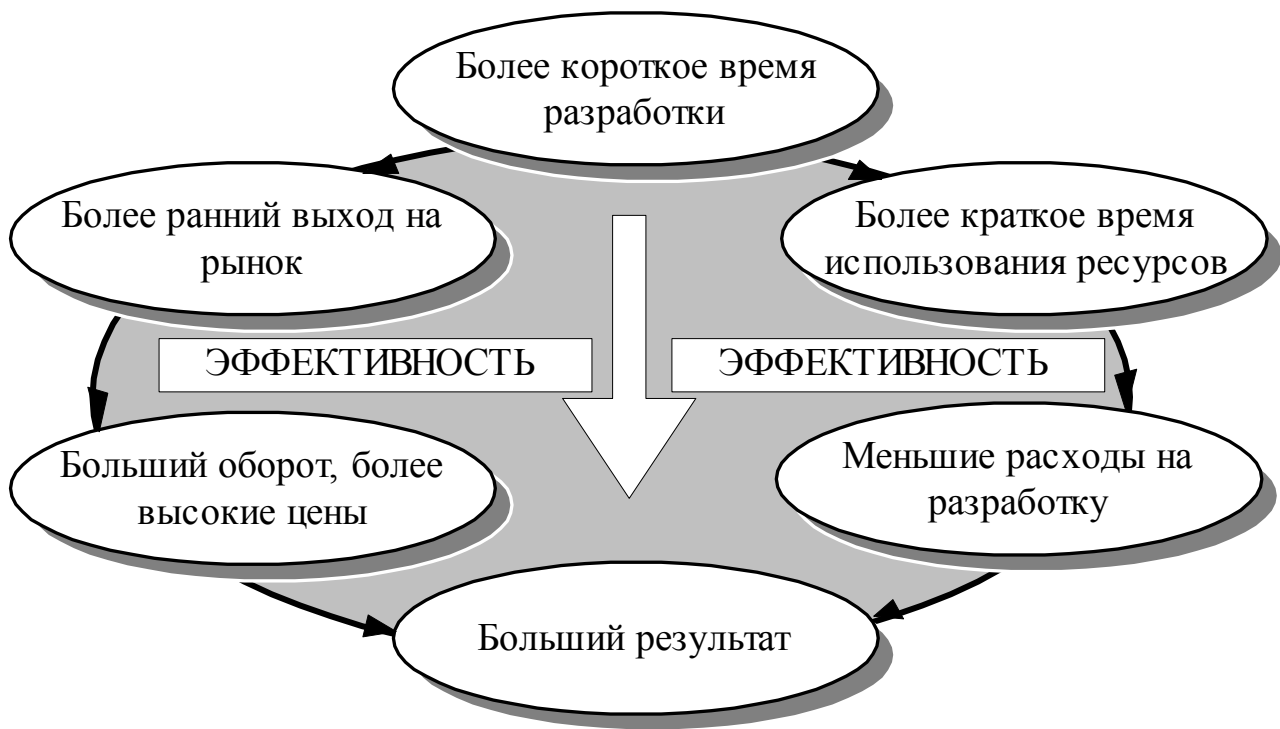 Более короткое время
разработки
Более ранний выход на
рынок
Более краткое время
использования ресурсов
ЭФФЕКТИВНОСТЬ
ЭФФЕКТИВНОСТЬ
Больший оборот, более
высокие цены
Меньшие расходы на
разработку
Больший результат